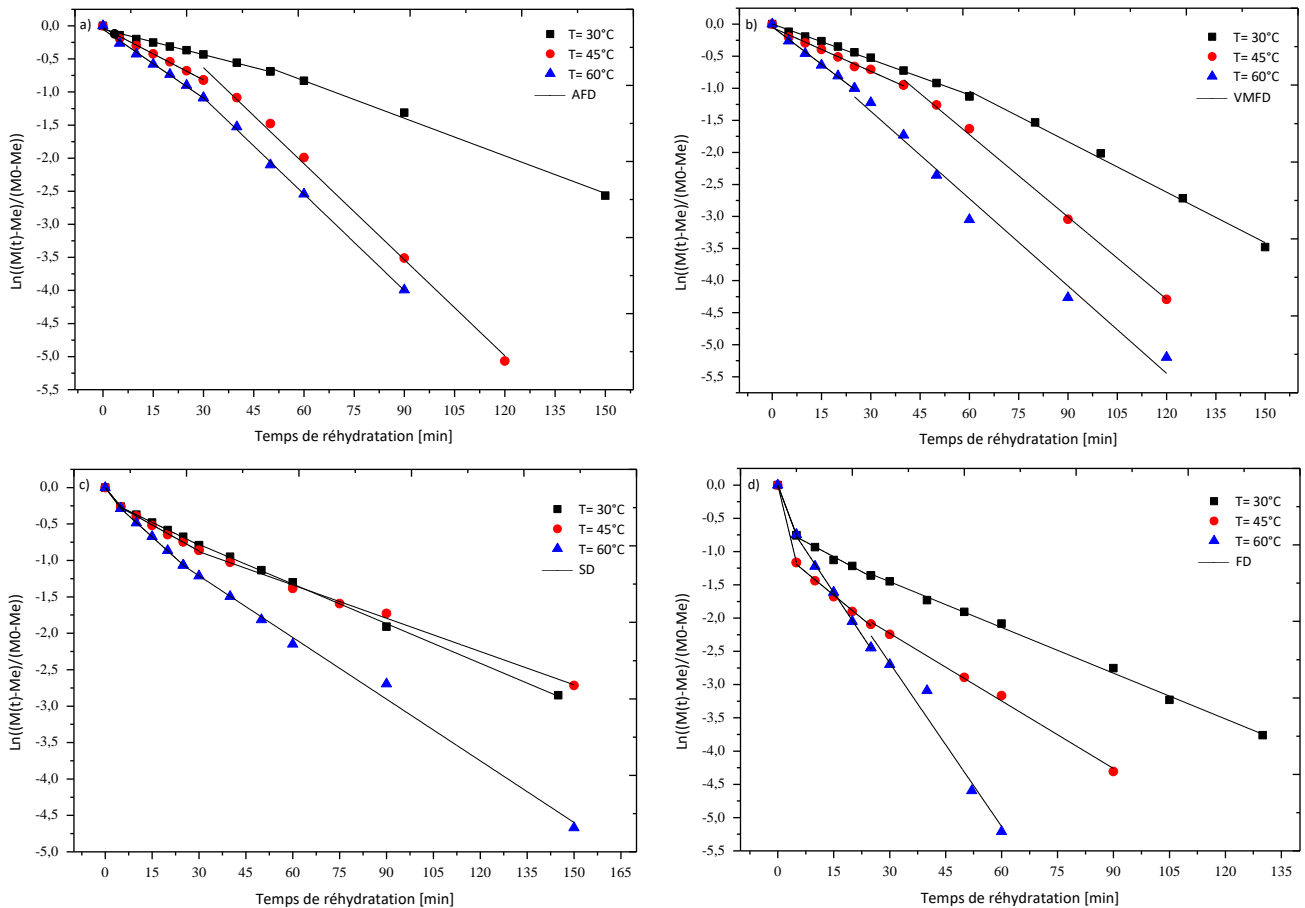 a)
0,0
-0,5
-1,0
-1,5
-2,0
-2,5
-3,0
-3,5
-4,0
-4,5
-5,0
-5,5
Ln((M(t)-Me)/(M0-Me))
T= 30°C
T= 45°C
T= 60°C
AFD
0 15 30 45 60 75 90 105 120 135 150
Temps de réhydratation [min]
b)
0,0
-0,5
-1,0
-1,5
-2,0
-2,5
-3,0
-3,5
-4,0
-4,5
-5,0
-5,5
Ln((M(t)-Me)/(M0-Me))
T= 30°C
T= 45°C
T= 60°C
VMFD
0 15 30 45 60 75 90 105 120 135 150
Temps de réhydratation [min]
c)
0,0
-0,5
-1,0
-1,5
-2,0
-2,5
-3,0
-3,5
-4,0
-4,5
-5,0
Ln((M(t)-Me)/(M0-Me))
T= 30°C
T= 45°C
T= 60°C
SD
0 15 30 45 60 75 90 105 120 135 150 165
Temps de réhydratation [min]
d)
0,0
-0,5
-1,0
-1,5
-2,0
-2,5
-3,0
-3,5
-4,0
-4,5
-5,0
-5,5
Ln((M(t)-Me)/(M0-Me))
T= 30°C
T= 45°C
T= 60°C
FD
0 15 30 45 60 75 90 105 120 135
Temps de réhydratation [min]